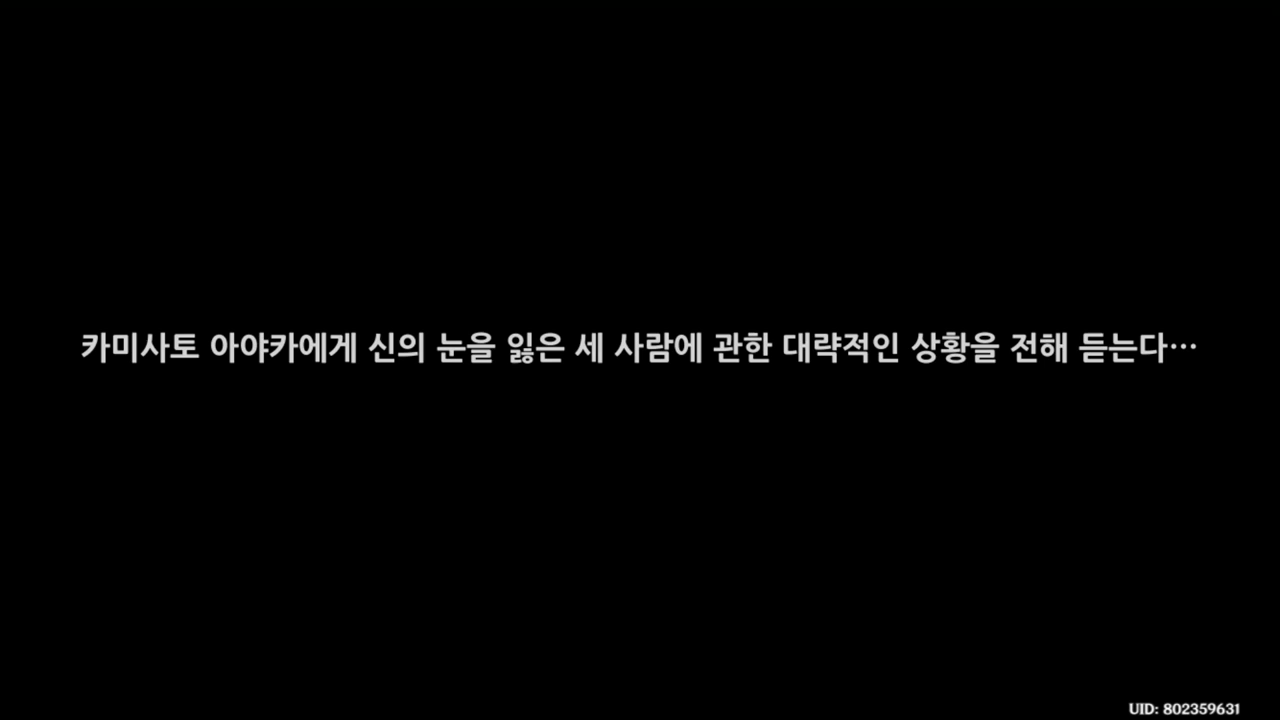 카미사토 아야카에게 신의 눈을 잃은 세 사람에 관한 대략적인 상황을 전해 듣는다…
UID: 802359631